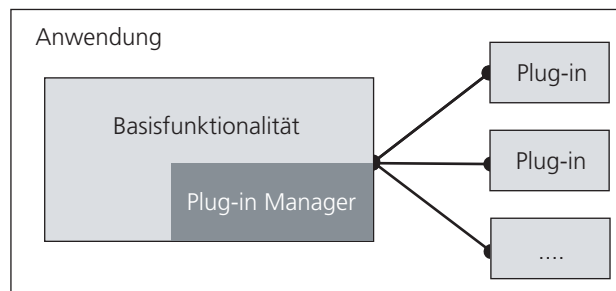 Anwendung
Basisfunktionalität
Plug-in Manager
Plug-in
Plug-in
....